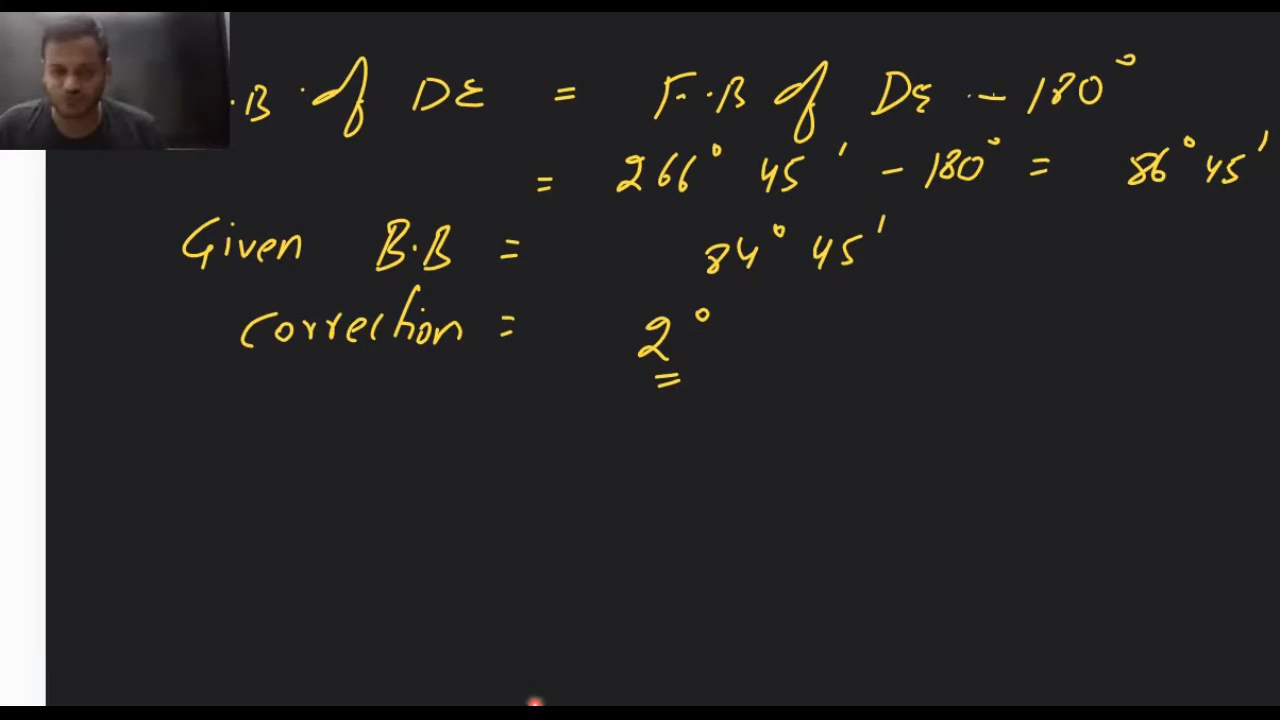 .B of DE = F.B of DE - 180°
= 266° 45' - 180° = 86° 45'
Given B.B = 84° 45'
Correction = 2°